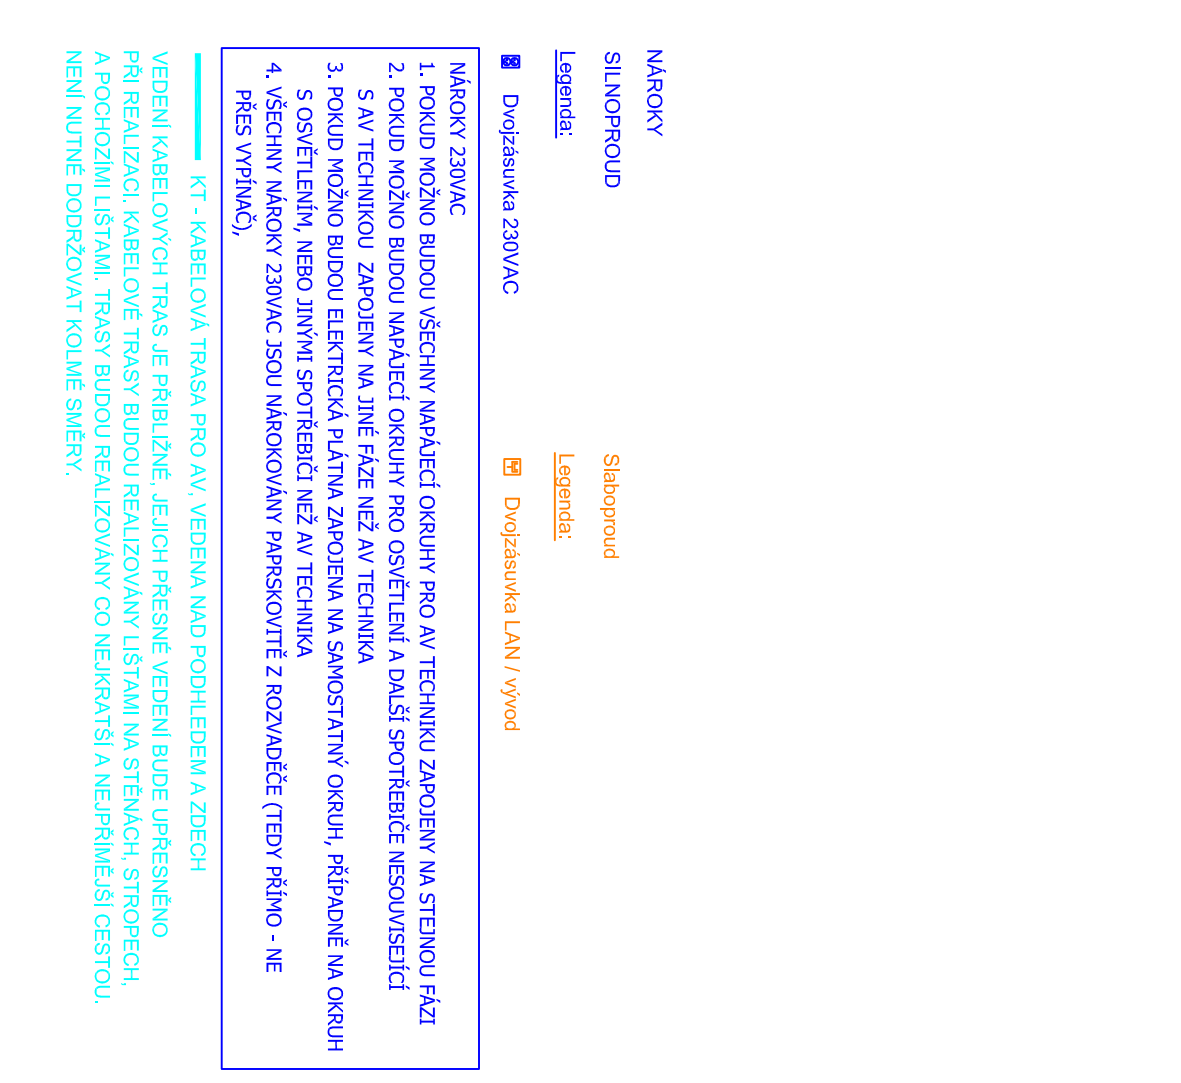 NÁROKY
SILNOPROUD
Legenda:
Dvojzásuvka 230VAC
Slaboproud
Legenda:
Dvojzásuvka LAN / vývod
NÁROKY 230VAC
1. POKUD MOŽNO BUDOU VŠECHNY NAPÁJECÍ OKRUHY PRO AV TECHNIKU ZAPOJENY NA STEJNOU FÁZI
2. POKUD MOŽNO BUDOU NAPÁJECÍ OKRUHY PRO OSVĚTLENÍ A DALŠÍ SPOTŘEBIČE NESOUVISEJÍCÍ
S AV TECHNIKOU ZAPOJENY NA JINÉ FÁZE NEŽ AV TECHNIKA
3. POKUD MOŽNO BUDOU ELEKTRICKÁ PLÁTNA ZAPOJENA NA SAMOSTATNÝ OKRUH, PŘÍPADNĚ NA OKRUH
S OSVĚTLENÍM, NEBO JINÝMI SPOTŘEBIČI NEŽ AV TECHNIKA
4. VŠECHNY NÁROKY 230VAC JSOU NÁROKOVÁNY PAPRSKOVITĚ Z ROZVADĚČE (TEDY PŘÍMO - NE
PŘES VYPÍNAČ),
KT - KABELOVÁ TRASA PRO AV, VEDENA NAD PODHLEDEM A ZDECH
VEDENÍ KABELOVÝCH TRAS JE PŘIBLIŽNÉ, JEJICH PŘESNÉ VEDENÍ BUDE UPŘESNĚNO
PŘI REALIZACI. KABELOVÉ TRASY BUDOU REALIZOVÁNY LIŠTAMI NA STĚNÁCH, STROPECH,
A POCHOZÍMI LIŠTAMI. TRASY BUDOU REALIZOVÁNY CO NEJKRATŠÍ A NEJPŘÍMĚJŠÍ CESTOU.
NENÍ NUTNÉ DODRŽOVAT KOLMÉ SMĚRY.